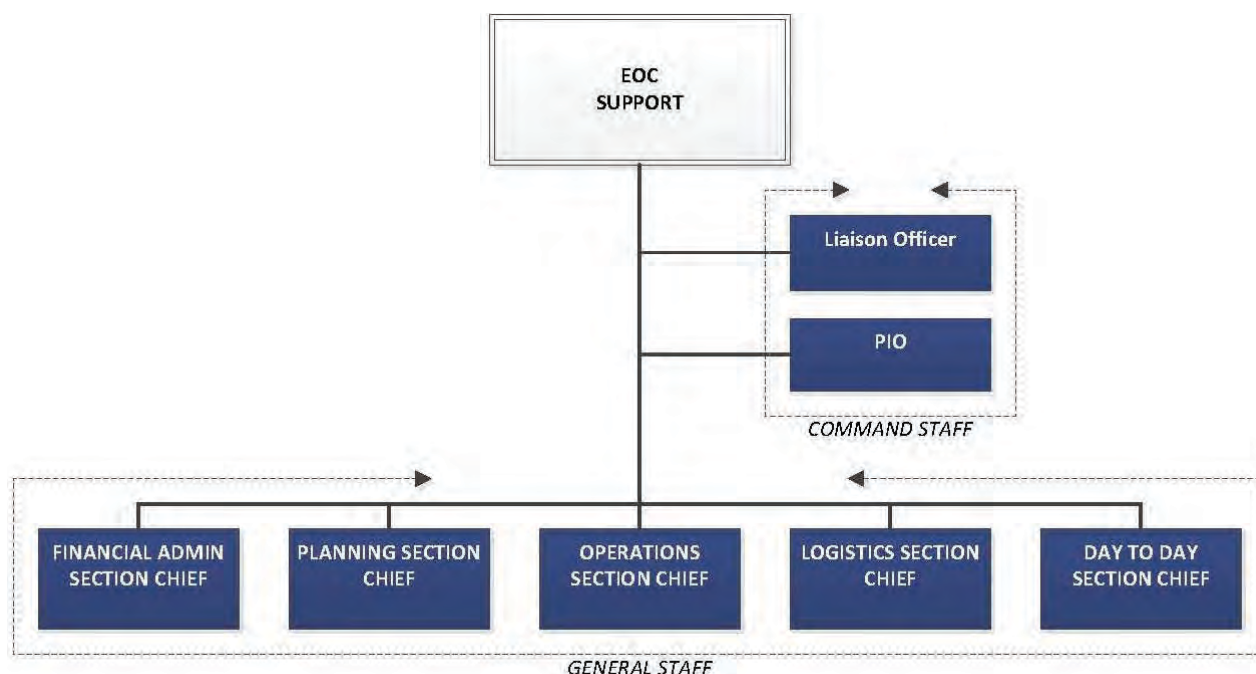 EOC
SUPPORT
Liaison Officer
PIO
COMMAND STAFF
FINANCIAL ADMIN
SECTION CHIEF
PLANNING SECTION
CHIEF
OPERATIONS
SECTION CHIEF
LOGISTICS SECTION
CHIEF
DAY TO DAY
SECTION CHIEF
GENERAL STAFF